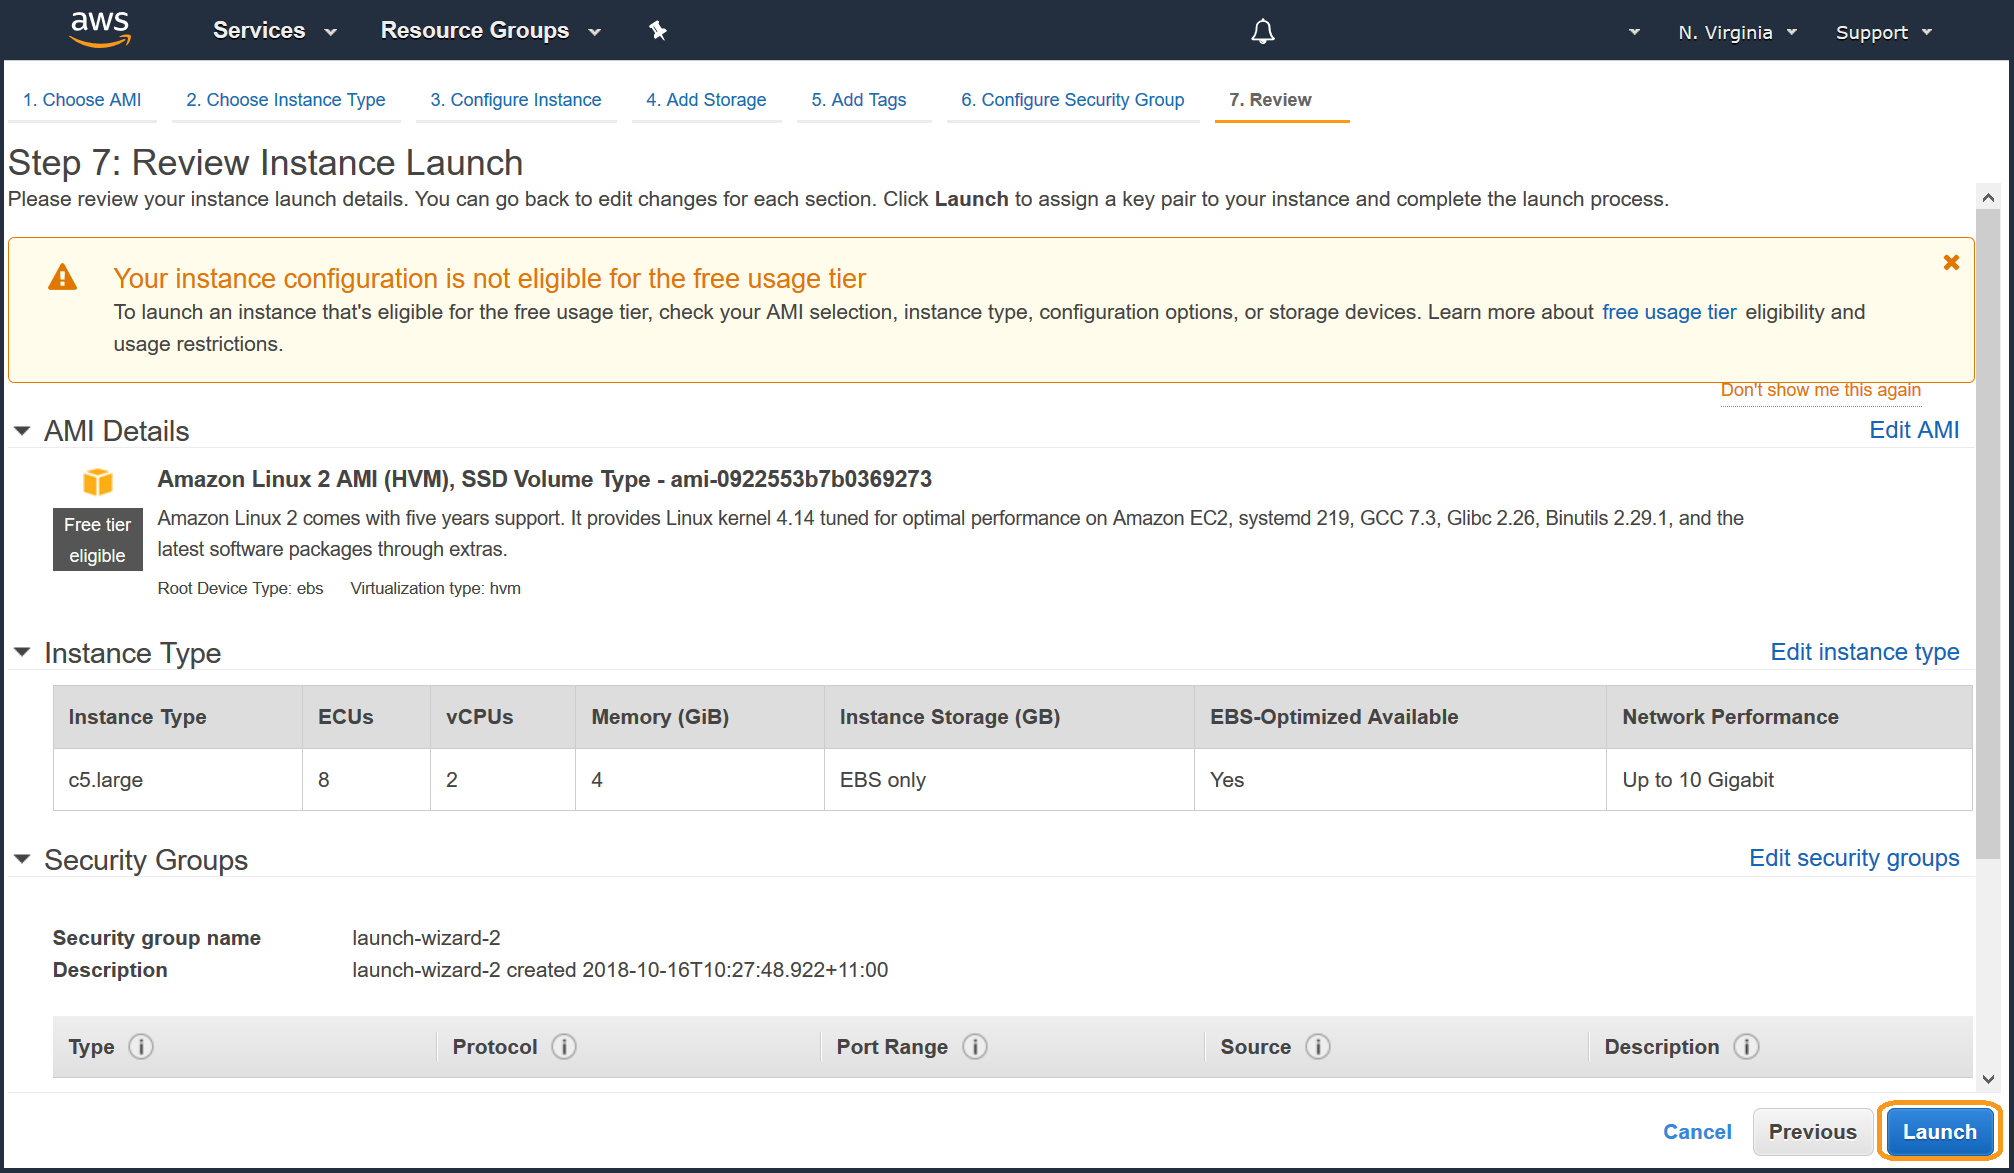 aws
Services
Resource Groups
N. Virginia
Support
1. Choose AMI
2. Choose Instance Type
3. Configure Instance
4. Add Storage
5. Add Tags
6. Configure Security Group
7. Review
Step 7: Review Instance Launch
Please review your instance launch details. You can go back to edit changes for each section. Click Launch to assign a key pair to your instance and complete the launch process.
Your instance configuration is not eligible for the free usage tier
To launch an instance that's eligible for the free usage tier, check your AMI selection, instance type, configuration options, or storage devices. Learn more about free usage tier eligibility and
usage restrictions.
Don't show me this again
AMI Details
Edit AMI
Amazon Linux 2 AMI (HVM), SSD Volume Type - ami-0922553b7b0369273
Free tier
eligible
Amazon Linux 2 comes with five years support. It provides Linux kernel 4.14 tuned for optimal performance on Amazon EC2, systemd 219, GCC 7.3, Glibc 2.26, Binutils 2.29.1, and the
latest software packages through extras.
Root Device Type: ebs Virtualization type: hvm
Instance Type
Edit instance type
Instance Type ECUs vCPUs Memory (GiB) Instance Storage (GB) EBS-Optimized Available Network Performance
c5.large 8 2 4 EBS only Yes Up to 10 Gigabit
Security Groups
Edit security groups
Security group name launch-wizard-2
Description launch-wizard-2 created 2018-10-16T10:27:48.922+11:00
Type Protocol Port Range Source Description
Cancel
Previous
Launch